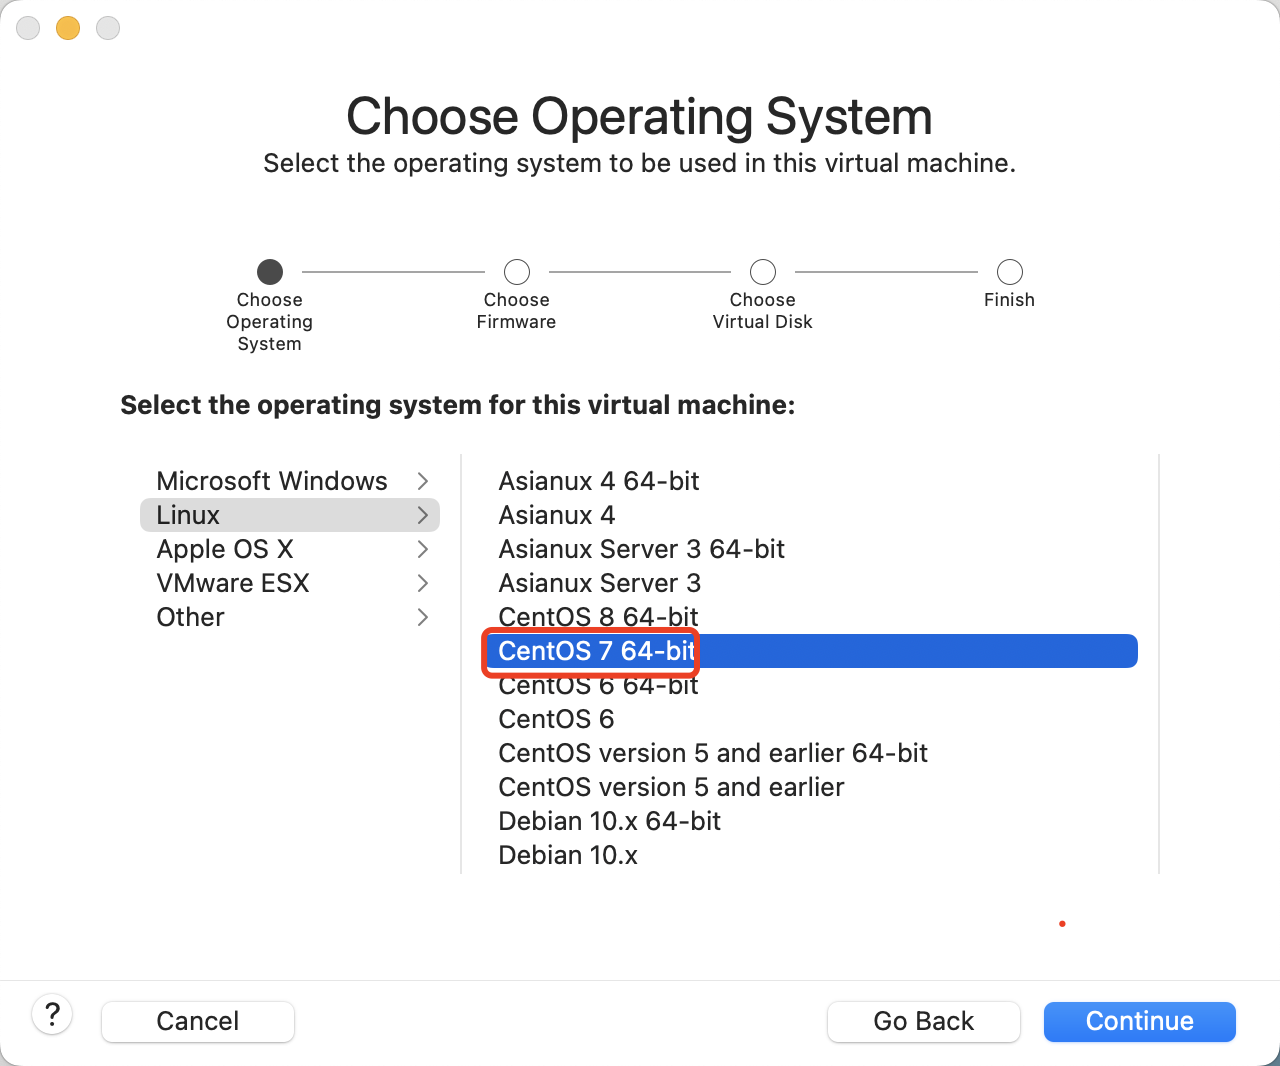 Choose Operating System
Select the operating system to be used in this virtual machine.
Choose
Operating
System
Choose
Firmware
Choose
Virtual Disk
Finish
Select the operating system for this virtual machine:
Microsoft Windows
Linux
Apple OS X
VMware ESX
Other
Asianux 4 64-bit
Asianux 4
Asianux Server 3 64-bit
Asianux Server 3
CentOS 8 64-bit
CentOS 7 64-bit
CentOS 6 64-bit
CentOS 6
CentOS version 5 and earlier 64-bit
CentOS version 5 and earlier
Debian 10.x 64-bit
Debian 10.x
?
Cancel
Go Back
Continue